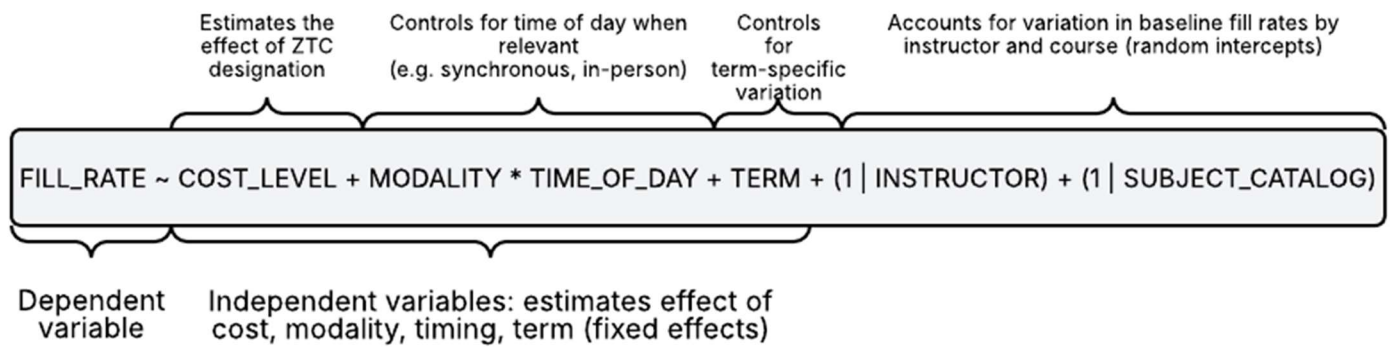 Estimates the
effect of ZTC
designation
Controls for time of day when
relevant
(e.g. synchronous, in-person)
Controls
for
term-specific
variation
Accounts for variation in baseline fill rates by
instructor and course (random intercepts)
FILL_RATE ~ COST_LEVEL + MODALITY * TIME_OF_DAY + TERM + (1 | INSTRUCTOR) + (1 | SUBJECT_CATALOG)
Dependent
variable
Independent variables: estimates effect of
cost, modality, timing, term (fixed effects)